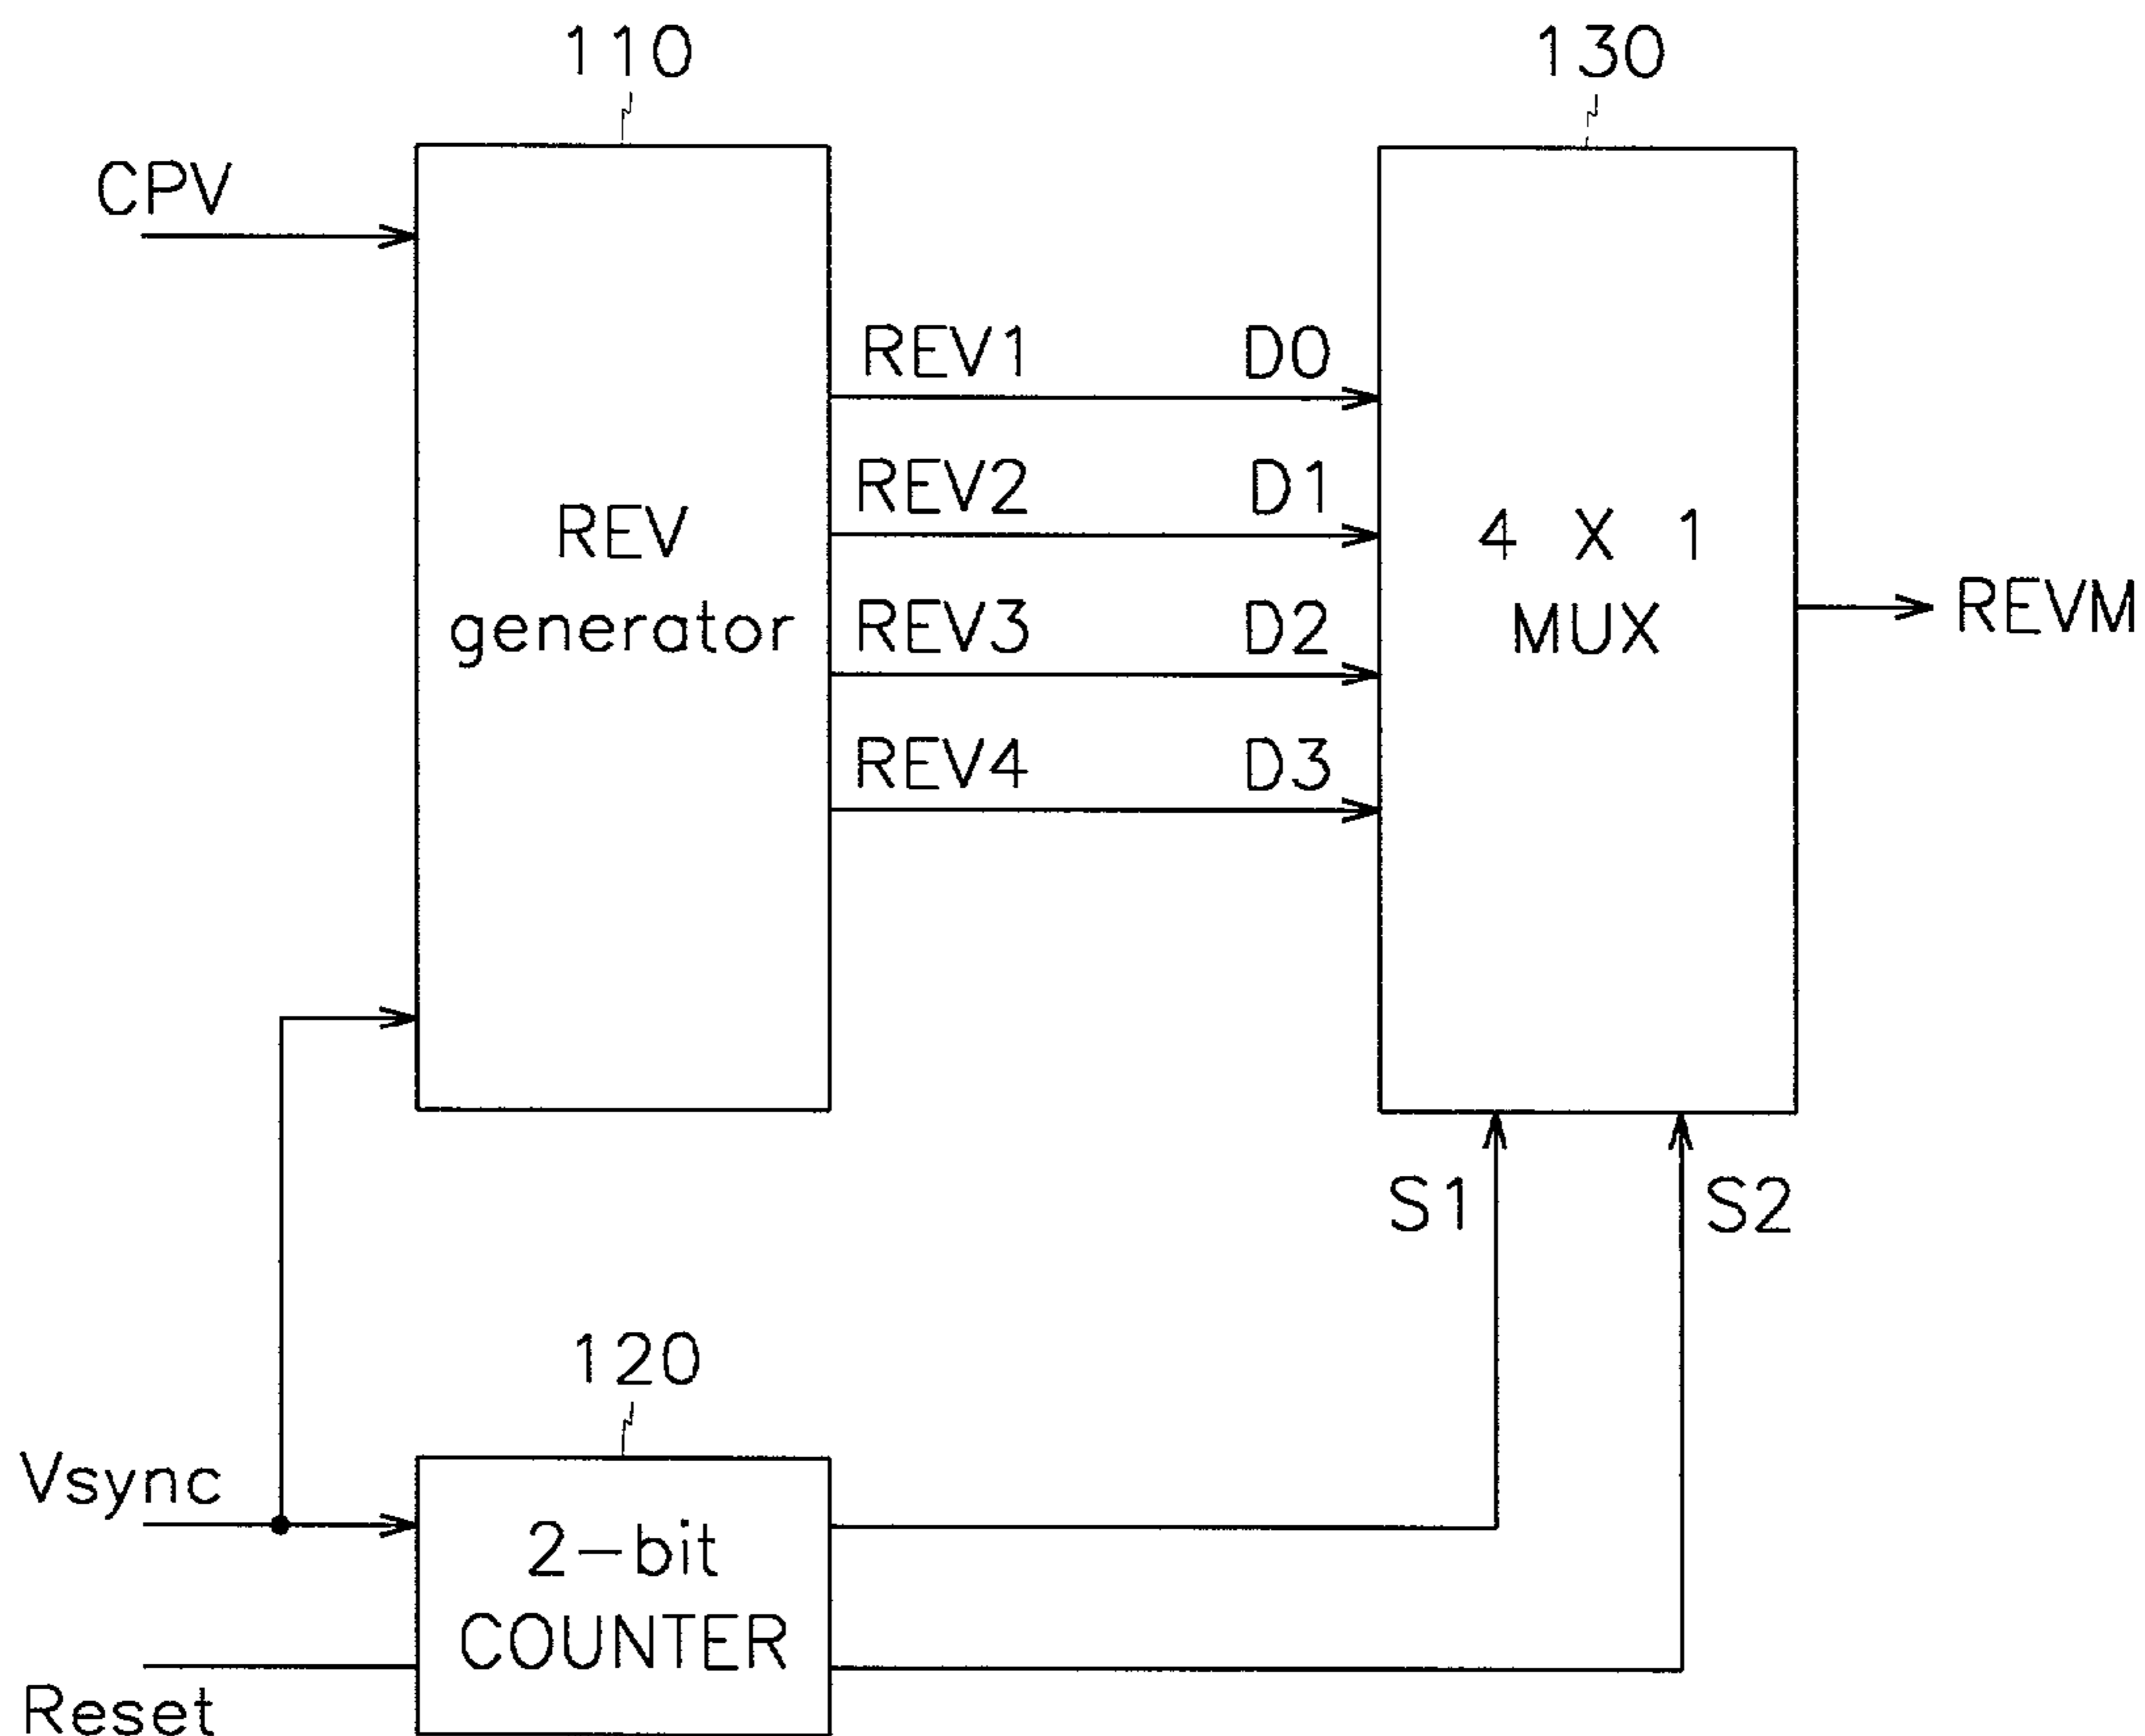 110
130
CPV
REV1 D0
REV2 D1
REV
generator
4 X 1
MUX
REVM
REV3 D2
REV4 D3
S1
S2
120
Vsync
2-bit
COUNTER
Reset